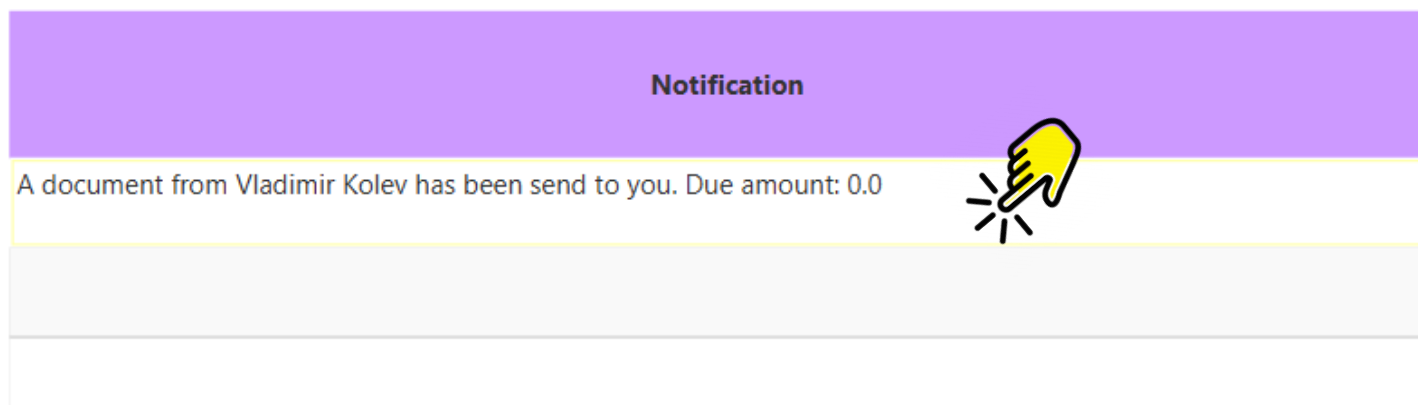 Notification
A document from Vladimir Kolev has been send to you. Due amount: 0.0